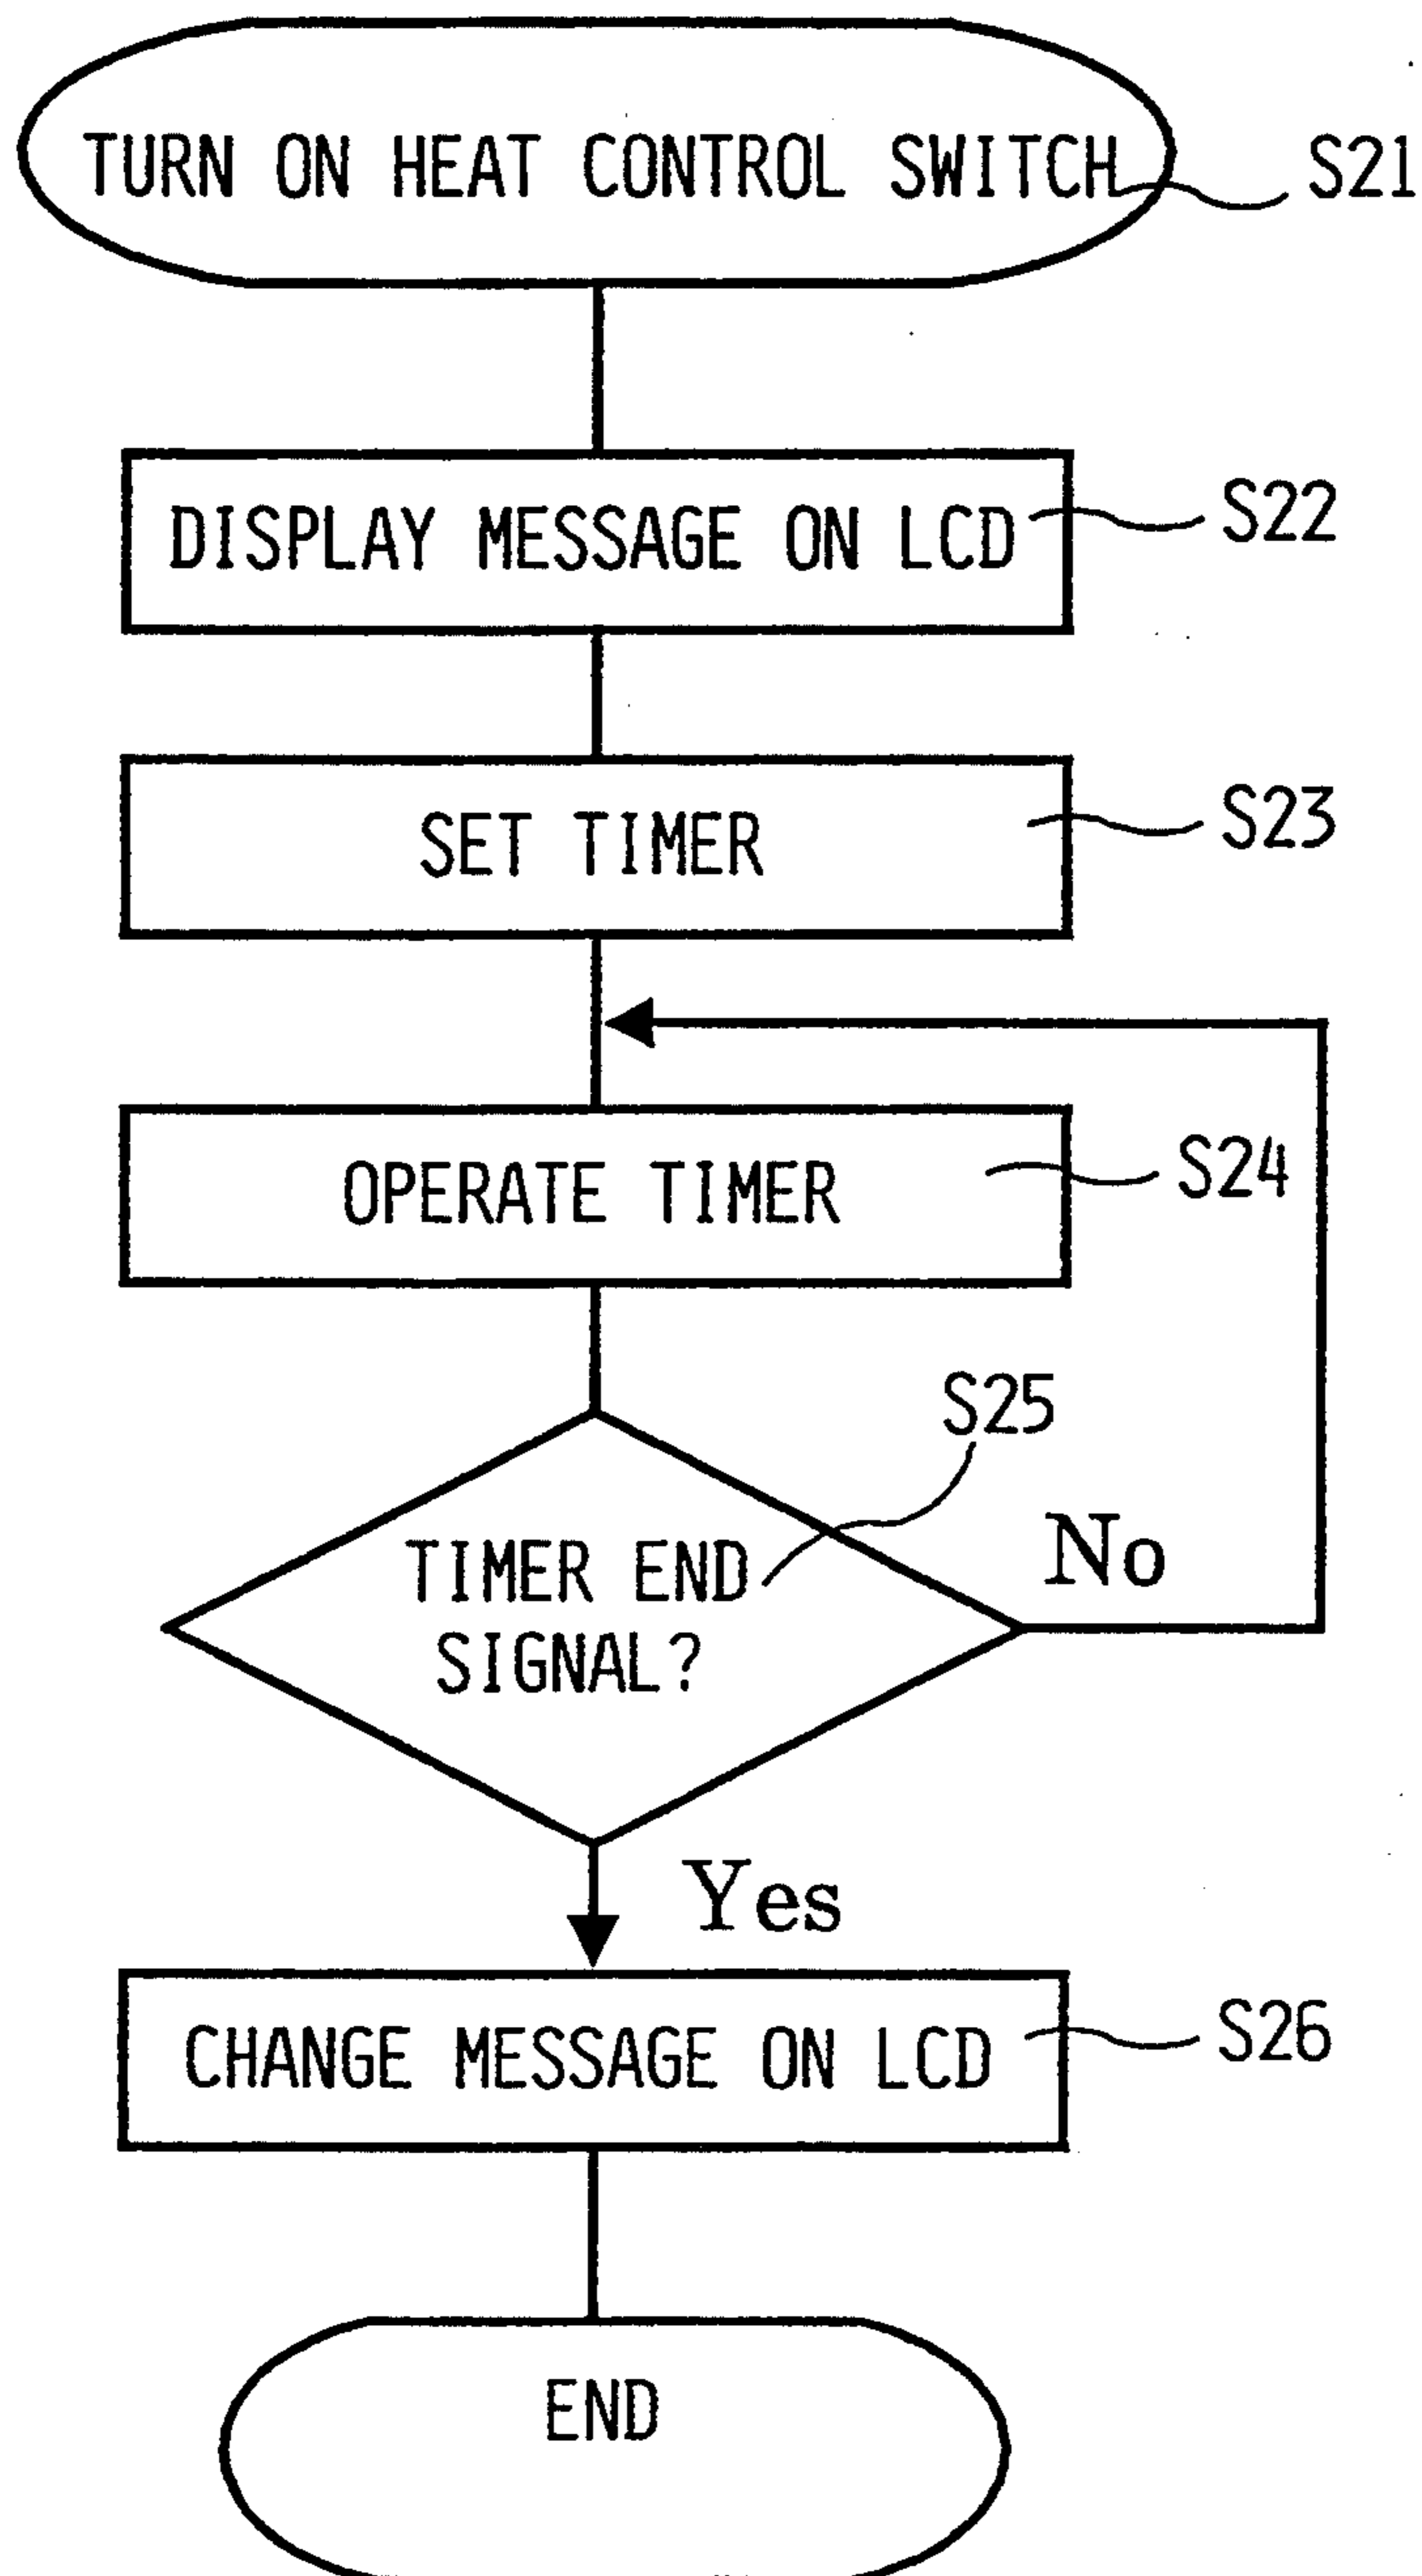 TURN ON HEAT CONTROL SWITCH
S21
DISPLAY MESSAGE ON LCD
S22
SET TIMER
S23
OPERATE TIMER
S24
S25
TIMER END
SIGNAL?
No
Yes
CHANGE MESSAGE ON LCD
S26
END